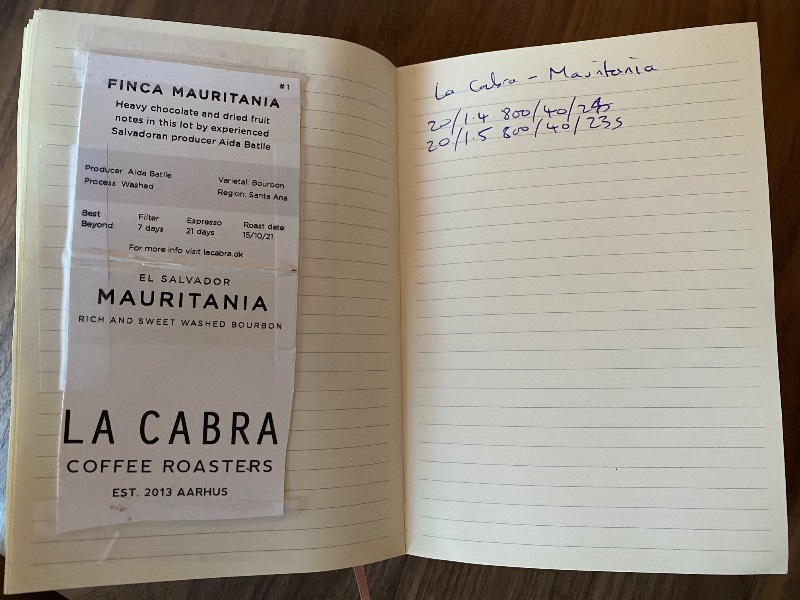 FINCA MAURITANIA #1
Heavy chocolate and dried fruit
notes in this lot by experienced
Salvadoran producer Aida Batlle
Producer: Aida Batlle
Process: Washed
Varietal: Bourbon
Region: Santa Ana
Best
Beyond:
Filter
7 days
Espresso
21 days
Roast date
15/10/21
For more info visit lacabra.dk
EL SALVADOR
MAURITANIA
RICH AND SWEET WASHED BOURBON
LA CABRA
COFFEE ROASTERS
EST. 2013 AARHUS
La Cabra - Mauritania
20/1.4 800/40/24s
20/1.5 800/40/23s